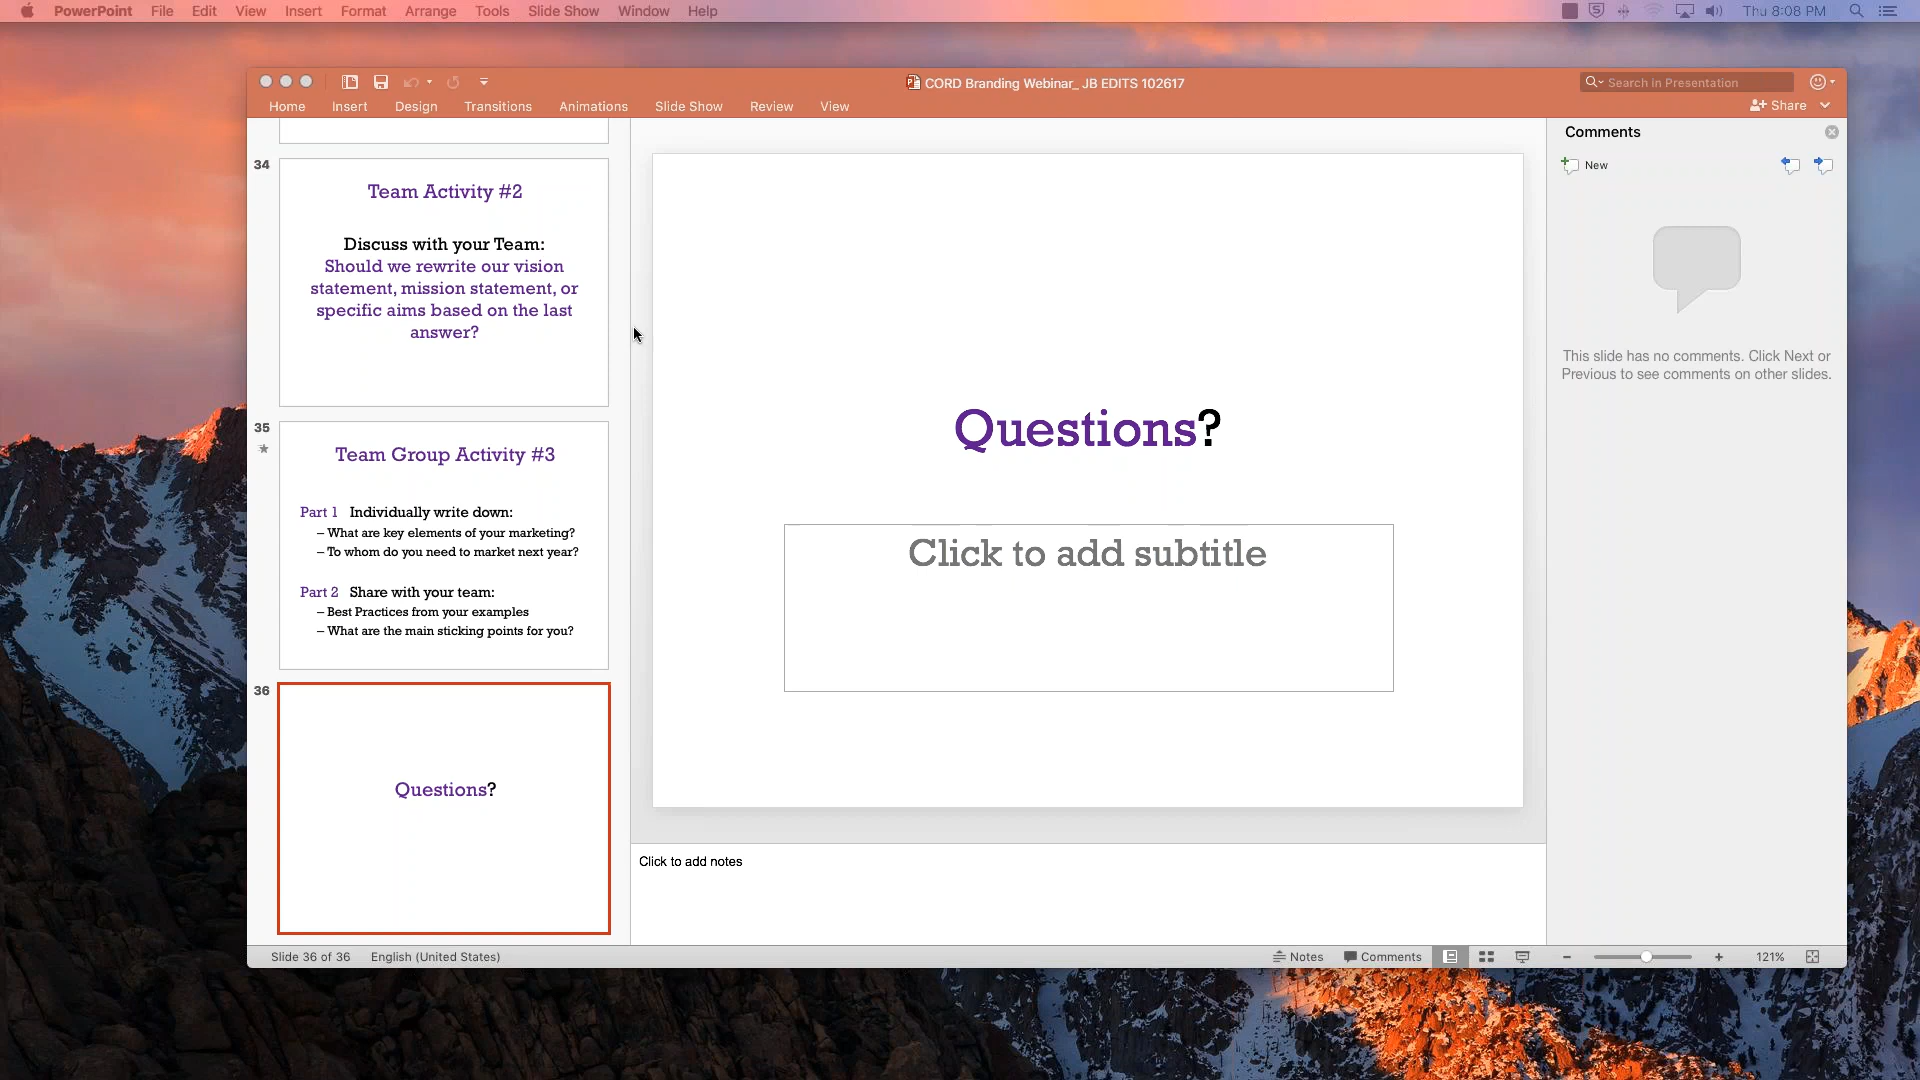 PowerPoint File Edit View Insert Format Arrange Tools Slide Show Window Help
Thu 8:08 PM
CORD Branding Webinar_ JB EDITS 102617
Search in Presentation
Home Insert Design Transitions Animations Slide Show Review View
Share
34
Team Activity #2
Discuss with your Team:
Should we rewrite our vision
statement, mission statement, or
specific aims based on the last
answer?
35
Team Group Activity #3
Part 1 Individually write down:
– What are key elements of your marketing?
– To whom do you need to market next year?
Part 2 Share with your team:
– Best Practices from your examples
– What are the main sticking points for you?
36
Questions?
Questions?
Click to add subtitle
Click to add notes
Comments
New
This slide has no comments. Click Next or
Previous to see comments on other slides.
Slide 36 of 36 English (United States)
Notes Comments 121%